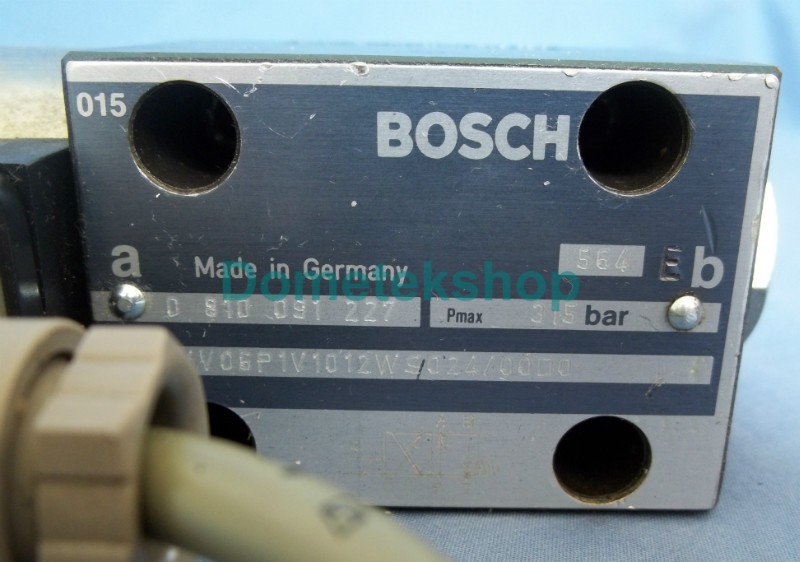 015
BOSCH
a Made in Germany 564 E b
Dometekshop
0 810 091 227 Pmax 315 bar